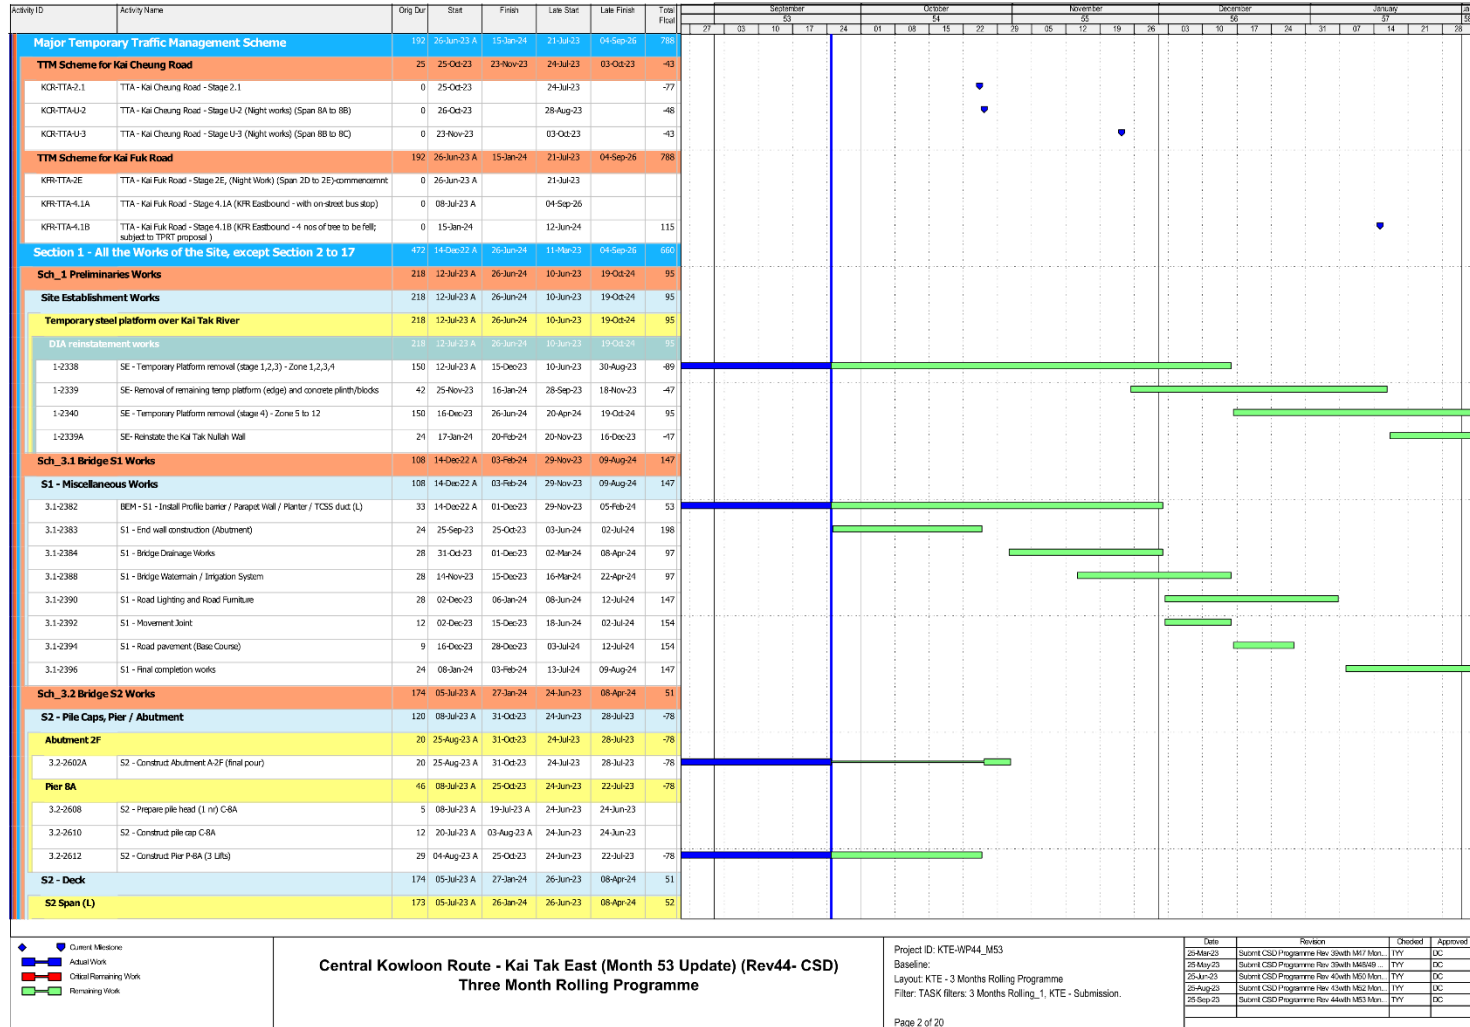 Activity ID Activity Name Orig Dur Start Finish Late Start Late Finish Total Float
September October November December January
53 54 55 56 57
27 03 10 17 24 01 08 15 22 29 05 12 19 26 03 10 17 24 31 07 14 21 28
Major Temporary Traffic Management Scheme 192 26-Jun-23 A 15-Jan-24 21-Jul-23 04-Sep-26 788
TTM Scheme for Kai Cheung Road 25 25-Oct-23 23-Nov-23 24-Jul-23 03-Oct-23 -43
KCR-TTA-2.1 TTA - Kai Cheung Road - Stage 2.1 0 25-Oct-23 24-Jul-23 -77
KCR-TTA-U-2 TTA - Kai Cheung Road - Stage U-2 (Night works) (Span 8A to 8B) 0 26-Oct-23 28-Aug-23 -48
KCR-TTA-U-3 TTA - Kai Cheung Road - Stage U-3 (Night works) (Span 8B to 8C) 0 23-Nov-23 03-Oct-23 -43
TTM Scheme for Kai Fuk Road 192 26-Jun-23 A 15-Jan-24 21-Jul-23 04-Sep-26 788
KFR-TTA-2E TTA - Kai Fuk Road - Stage 2E, (Night Work) (Span 2D to 2E)-commencemnt 0 26-Jun-23 A 21-Jul-23
KFR-TTA-4.1A TTA - Kai Fuk Road - Stage 4.1A (KFR Eastbound - with on-street bus stop) 0 08-Jul-23 A 04-Sep-26
KFR-TTA-4.1B TTA - Kai Fuk Road - Stage 4.1B (KFR Eastbound - 4 nos of tree to be fell; 0 15-Jan-24 12-Jun-24 115
subject to TPRT proposal )
Section 1 - All the Works of the Site, except Section 2 to 17 472 14-Dec-22 A 26-Jun-24 11-Mar-23 04-Sep-26 660
Sch_1 Preliminaries Works 218 12-Jul-23 A 26-Jun-24 10-Jun-23 19-Oct-24 95
Site Establishment Works 218 12-Jul-23 A 26-Jun-24 10-Jun-23 19-Oct-24 95
Temporary steel platform over Kai Tak River 218 12-Jul-23 A 26-Jun-24 10-Jun-23 19-Oct-24 95
DIA reinstatement works 218 12-Jul-23 A 26-Jun-24 10-Jun-23 19-Oct-24 95
1-2338 SE - Temporary Platform removal (stage 1,2,3) - Zone 1,2,3,4 150 12-Jul-23 A 15-Dec-23 10-Jun-23 30-Aug-23 -89
1-2339 SE- Removal of remaining temp platform (edge) and concrete plinth/blocks 42 25-Nov-23 16-Jan-24 28-Sep-23 18-Nov-23 -47
1-2340 SE - Temporary Platform removal (stage 4) - Zone 5 to 12 150 16-Dec-23 26-Jun-24 20-Apr-24 19-Oct-24 95
1-2339A SE- Reinstate the Kai Tak Nullah Wall 24 17-Jan-24 20-Feb-24 20-Nov-23 16-Dec-23 -47
Sch_3.1 Bridge S1 Works 108 14-Dec-22 A 03-Feb-24 29-Nov-23 09-Aug-24 147
S1 - Miscellaneous Works 108 14-Dec-22 A 03-Feb-24 29-Nov-23 09-Aug-24 147
3.1-2382 BEM - S1 - Install Profile barrier / Parapet Wall / Planter / TCSS duct (L) 33 14-Dec-22 A 01-Dec-23 29-Nov-23 05-Feb-24 53
3.1-2383 S1 - End wall construction (Abutment) 24 25-Sep-23 25-Oct-23 03-Jun-24 02-Jul-24 198
3.1-2384 S1 - Bridge Drainage Works 28 31-Oct-23 01-Dec-23 02-Mar-24 08-Apr-24 97
3.1-2388 S1 - Bridge Watermain / Irrigation System 28 14-Nov-23 15-Dec-23 16-Mar-24 22-Apr-24 97
3.1-2390 S1 - Road Lighting and Road Furniture 28 02-Dec-23 06-Jan-24 08-Jun-24 12-Jul-24 147
3.1-2392 S1 - Movement Joint 12 02-Dec-23 15-Dec-23 18-Jun-24 02-Jul-24 154
3.1-2394 S1 - Road pavement (Base Course) 9 16-Dec-23 28-Dec-23 03-Jul-24 12-Jul-24 154
3.1-2396 S1 - Final completion works 24 08-Jan-24 03-Feb-24 13-Jul-24 09-Aug-24 147
Sch_3.2 Bridge S2 Works 174 05-Jul-23 A 27-Jan-24 24-Jun-23 08-Apr-24 51
S2 - Pile Caps, Pier / Abutment 120 08-Jul-23 A 31-Oct-23 24-Jun-23 28-Jul-23 -78
Abutment 2F 20 25-Aug-23 A 31-Oct-23 24-Jul-23 28-Jul-23 -78
3.2-2602A S2 - Construct Abutment A-2F (final pour) 20 25-Aug-23 A 31-Oct-23 24-Jul-23 28-Jul-23 -78
Pier 8A 46 08-Jul-23 A 25-Oct-23 24-Jun-23 22-Jul-23 -78
3.2-2608 S2 - Prepare pile head (1 nr) C-8A 5 08-Jul-23 A 19-Jul-23 A 24-Jun-23 24-Jun-23
3.2-2610 S2 - Construct pile cap C-8A 12 20-Jul-23 A 03-Aug-23 A 24-Jun-23 24-Jun-23
3.2-2612 S2 - Construct Pier P-8A (3 Lifts) 29 04-Aug-23 A 25-Oct-23 24-Jun-23 22-Jul-23 -78
S2 - Deck 174 05-Jul-23 A 27-Jan-24 26-Jun-23 08-Apr-24 51
S2 Span (L) 173 05-Jul-23 A 26-Jan-24 26-Jun-23 08-Apr-24 52
Current Milestone
Actual Work
Critical Remaining Work
Remaining Work
Central Kowloon Route - Kai Tak East (Month 53 Update) (Rev44- CSD)
Three Month Rolling Programme
Project ID: KTE-WP44_M53
Baseline:
Layout: KTE - 3 Months Rolling Programme
Filter: TASK filters: 3 Months Rolling_1, KTE - Submission.
Page 2 of 20
Date Revision Checked Approved
25-Mar-23 Submit CSD Programme Rev 39with M47 Mon... TYY DC
25-May-23 Submit CSD Programme Rev 39with M48/49 ... TYY DC
25-Jun-23 Submit CSD Programme Rev 40with M50 Mon... TYY DC
25-Aug-23 Submit CSD Programme Rev 43with M52 Mon... TYY DC
25-Sep-23 Submit CSD Programme Rev 44with M53 Mon... TYY DC